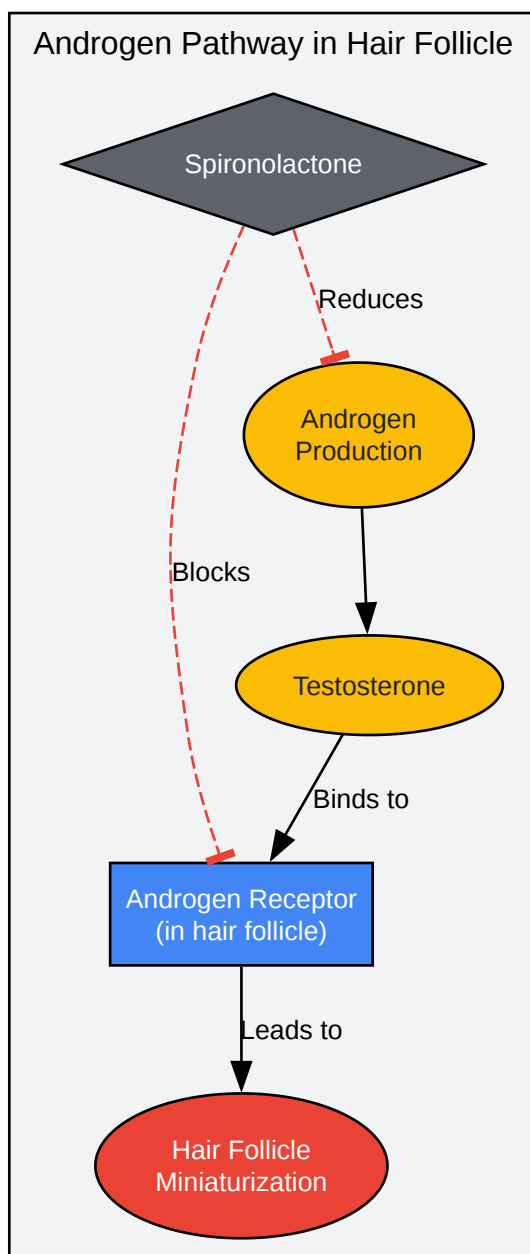 Androgen Pathway in Hair Follicle
Spironolactone
Reduces
Androgen
Production
Blocks
Testosterone
Binds to
Androgen Receptor
(in hair follicle)
Leads to
Hair Follicle
Miniaturization